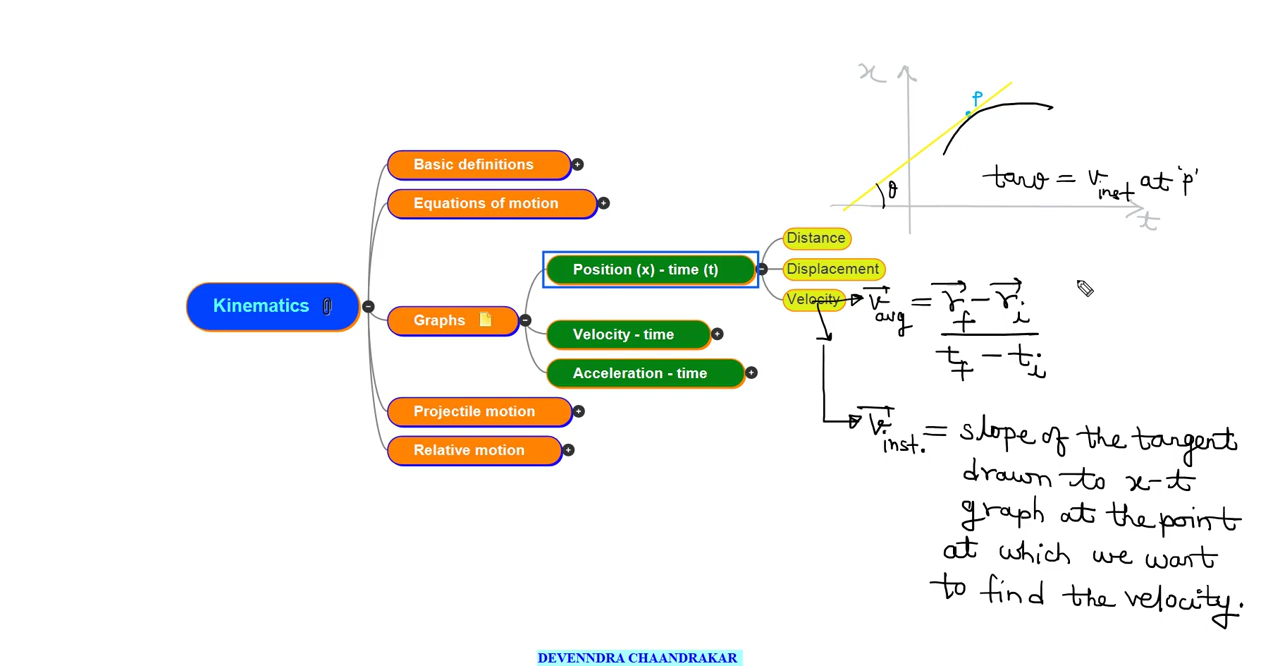 x
P
θ
tanθ = v inst at 'p'
t
Basic definitions
Equations of motion
Kinematics
Graphs
Projectile motion
Relative motion
Position (x) - time (t)
Velocity - time
Acceleration - time
Distance
Displacement
Velocity
v avg = r f - r i
t f - t i
v inst. = slope of the tangent
drawn to x-t
graph at the point
at which we want
to find the velocity.
DEVENNDRA CHAANDRAKAR